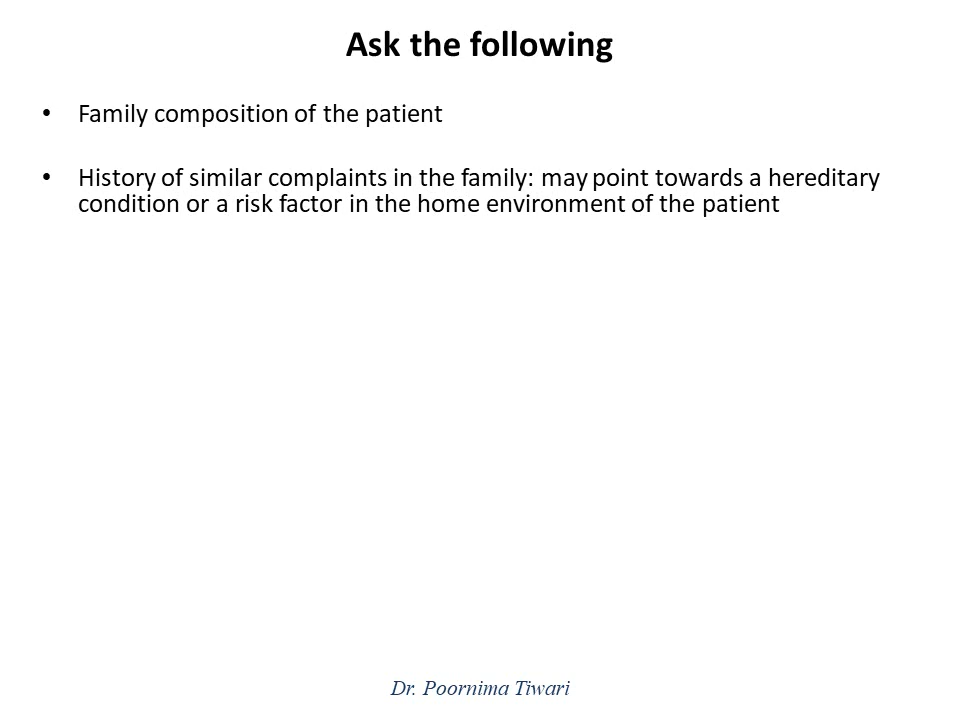 Ask the following
• Family composition of the patient
• History of similar complaints in the family: may point towards a hereditary
condition or a risk factor in the home environment of the patient
Dr. Poornima Tiwari